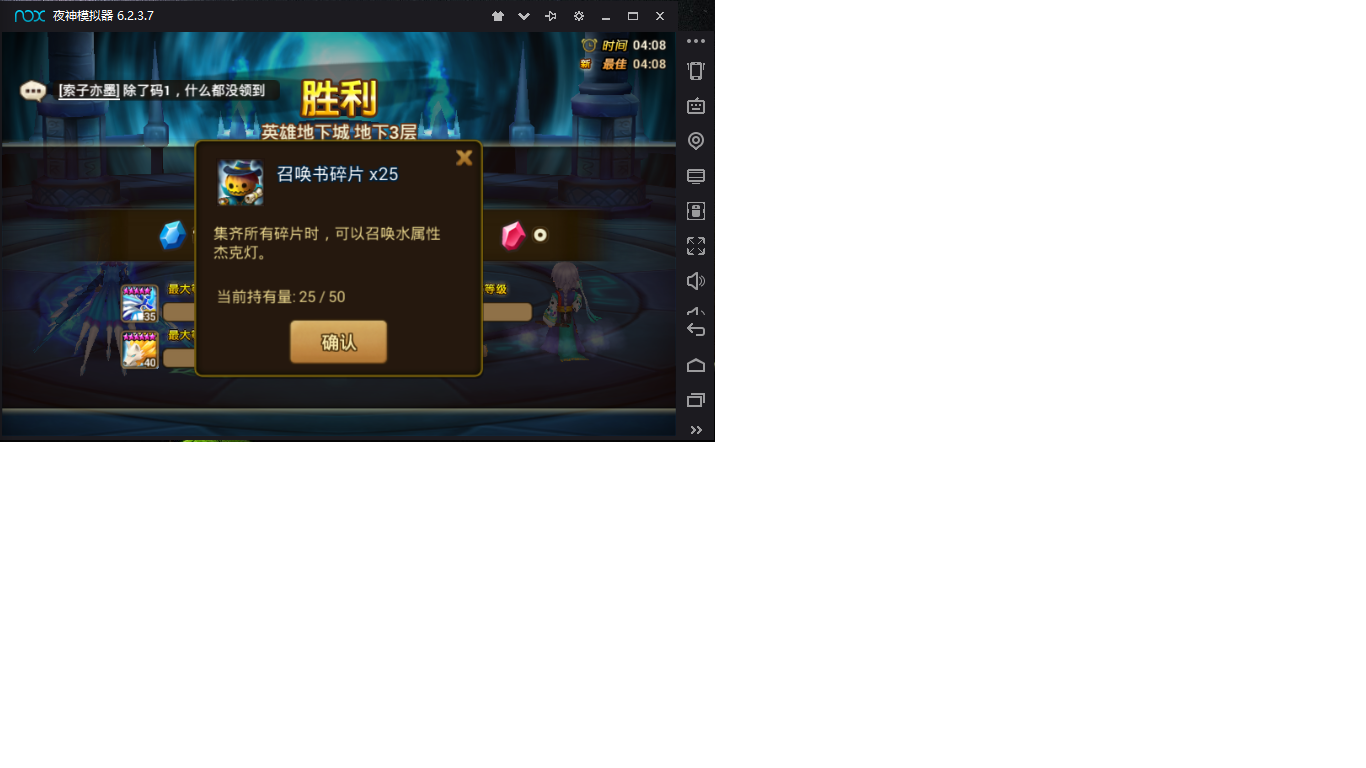 nox 夜神模拟器 6.2.3.7
时间 04:08
新 最佳 04:08
[索子亦墨] 除了码1，什么都没领到
胜利
英雄地下城 地下3层
召唤书碎片 x25
集齐所有碎片时，可以召唤水属性
杰克灯。
当前持有量: 25 / 50
确认
最大
等级
35
最大
40